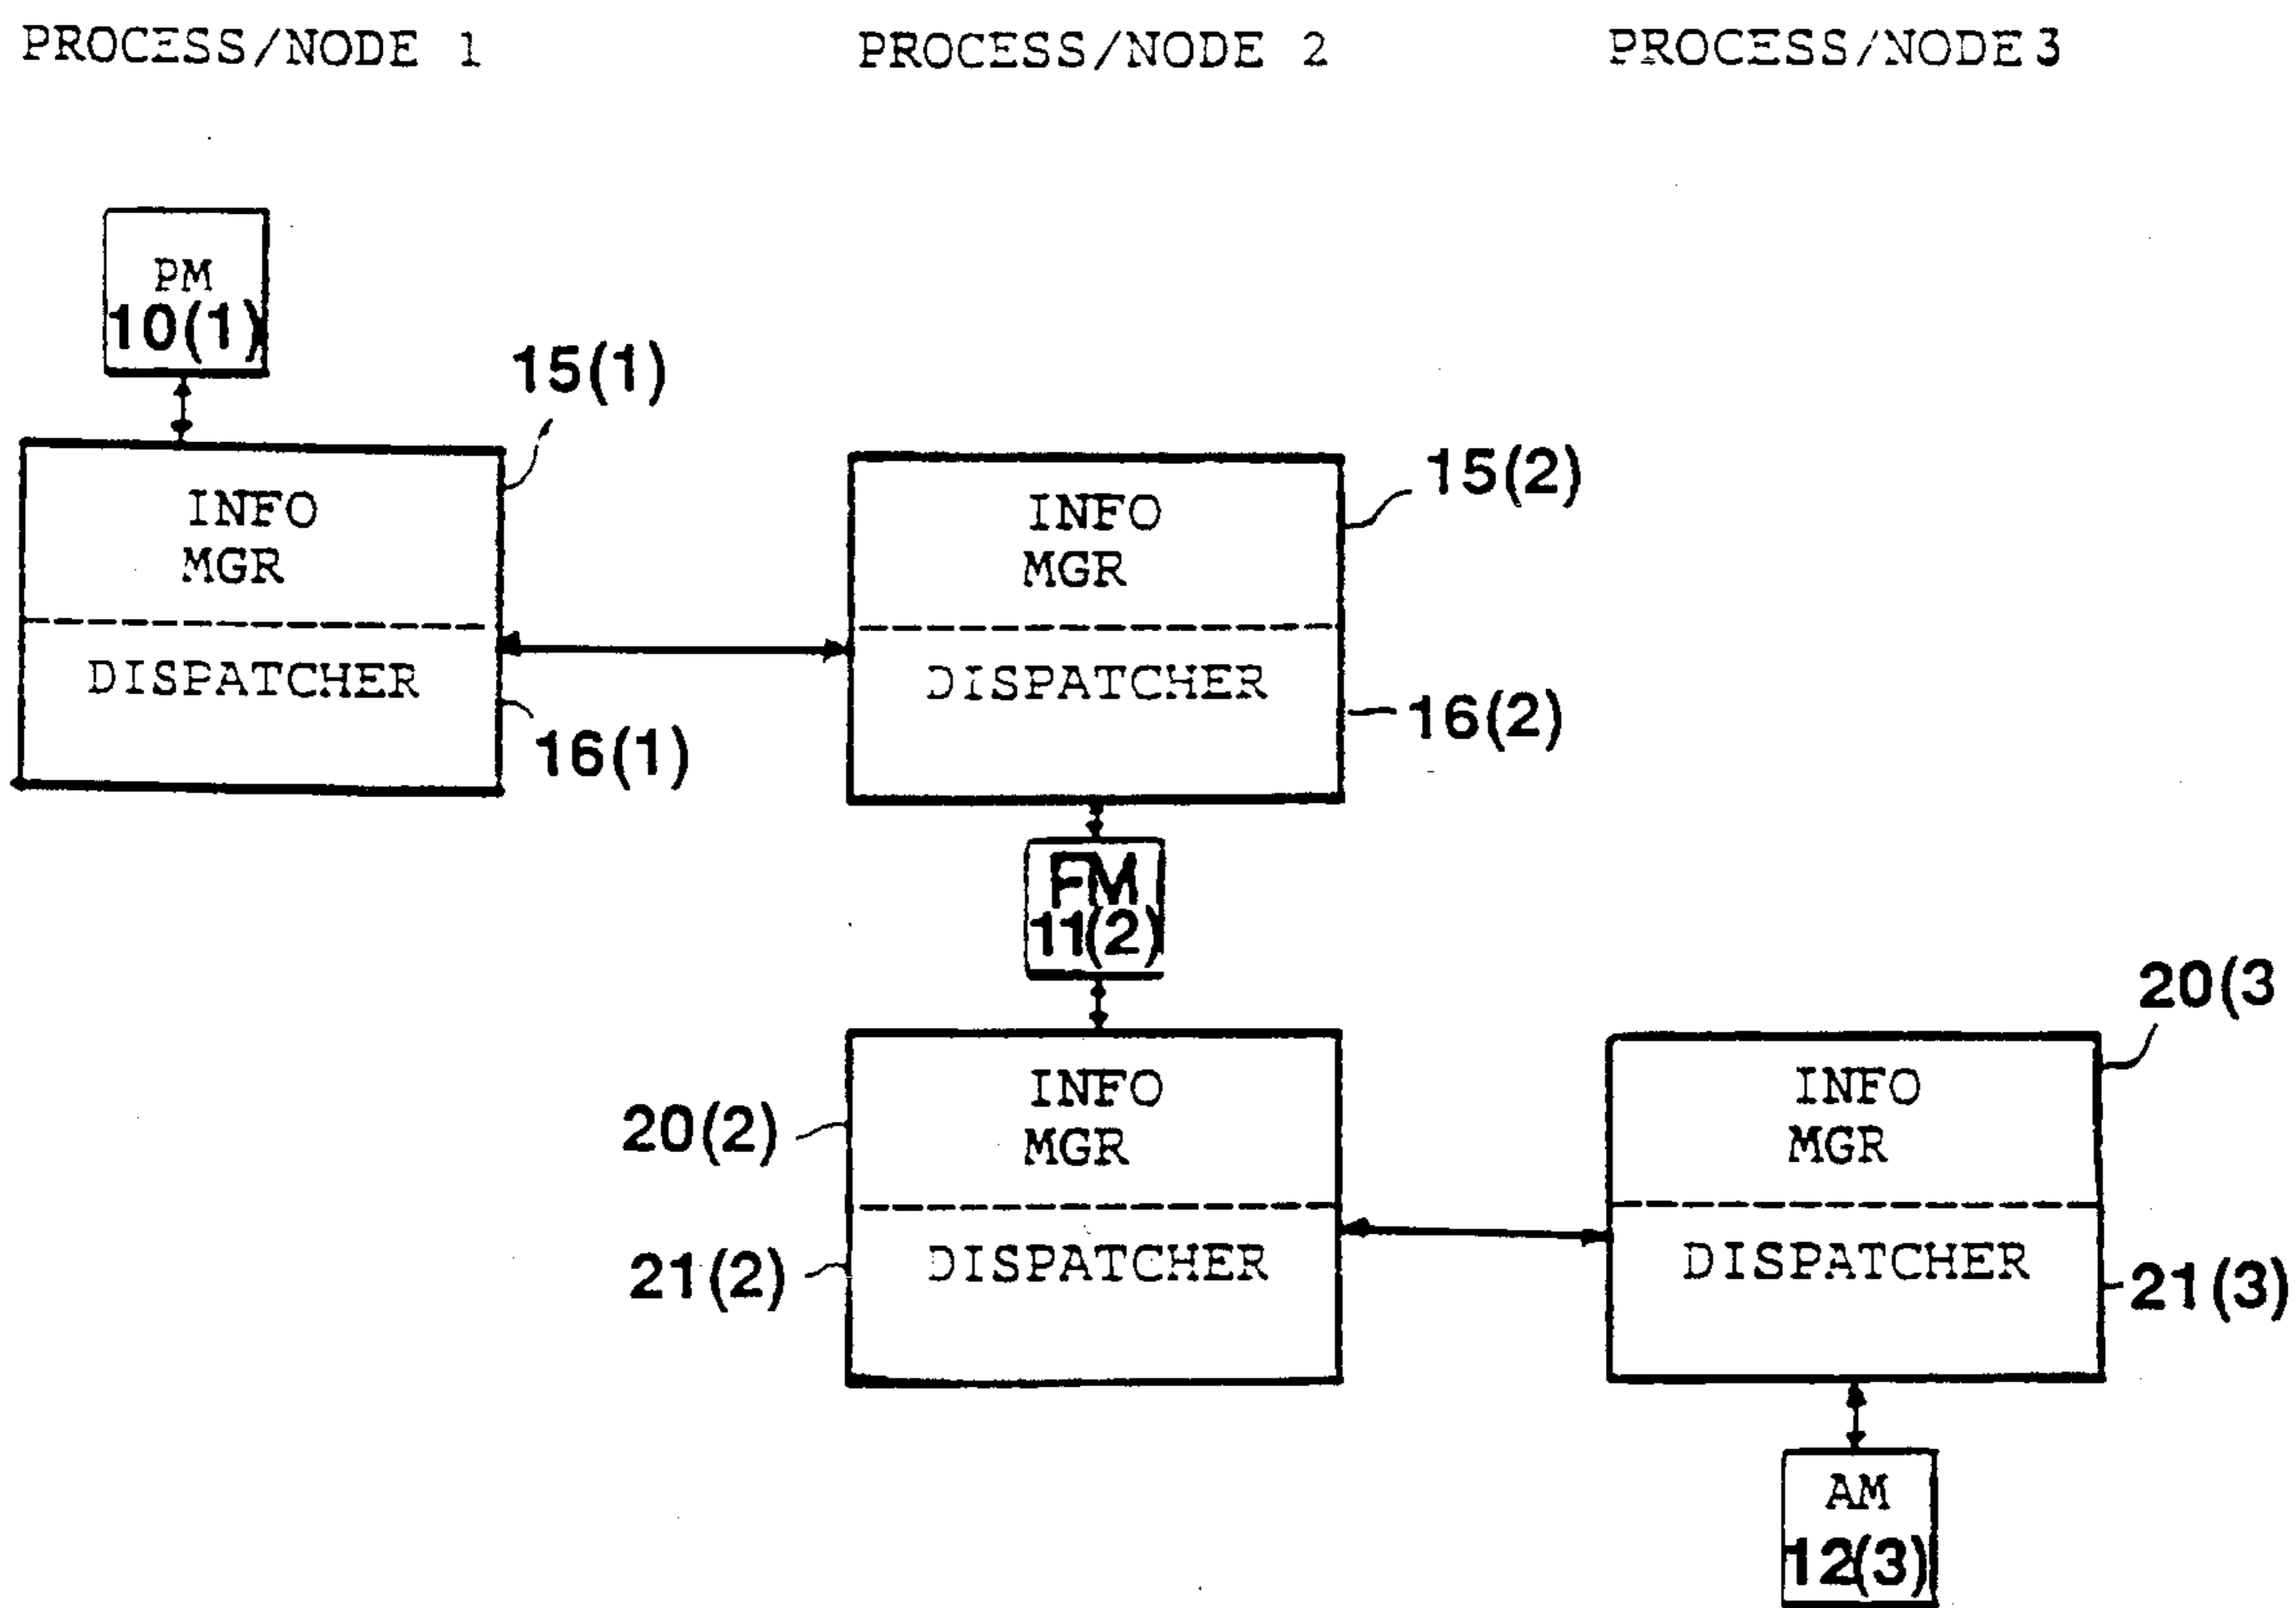 PROCESS/NODE 1
PROCESS/NODE 2
PROCESS/NODE 3
PM
10(1)
15(1)
INFO
MGR
DISPATCHER
16(1)
INFO
MGR
15(2)
DISPATCHER
16(2)
FM
11(2)
20(2)
INFO
MGR
21(2)
DISPATCHER
20(3
INFO
MGR
DISPATCHER
21(3)
AM
12(3)